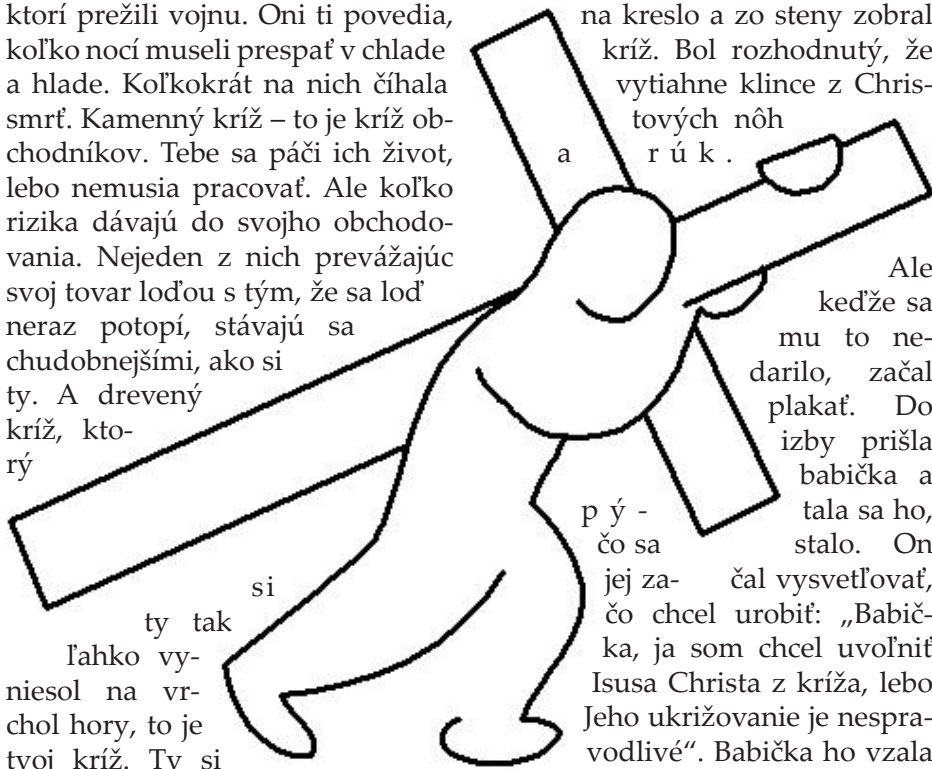 ktorí prežili vojnu. Oni ti povedia,
koľko nocí museli prespať v chlade
a hlade. Koľkokrát na nich číhala
smrť. Kamenný kríž – to je kríž ob-
chodníkov. Tebe sa páči ich život,
lebo nemusia pracovať. Ale koľko
rizika dávajú do svojho obchodo-
vania. Nejeden z nich prevážajúc
svoj tovar loďou s tým, že sa loď
neraz potopí, stávajú sa
chudobnejšími, ako si
ty. A drevený
kríž, kto-
rý
si
ty tak
ľahko vy-
niesol na vr-
chol hory, to je
tvoj kríž. Ty si
na kreslo a zo steny zobral
kríž. Bol rozhodnutý, že
vytiahne klince z Chris-
tových nôh
a rúk.
Ale
keďže sa
mu to ne-
darilo, začal
plakať. Do
izby prišla
babička a
pý- tala sa ho,
čo sa stalo. On
jej za- čal vysvetľovať,
čo chcel urobiť: „Babič-
ka, ja som chcel uvoľniť
Isusa Christa z kríža, lebo
Jeho ukrižovanie je nespra-
vodlivé“. Babička ho vzala